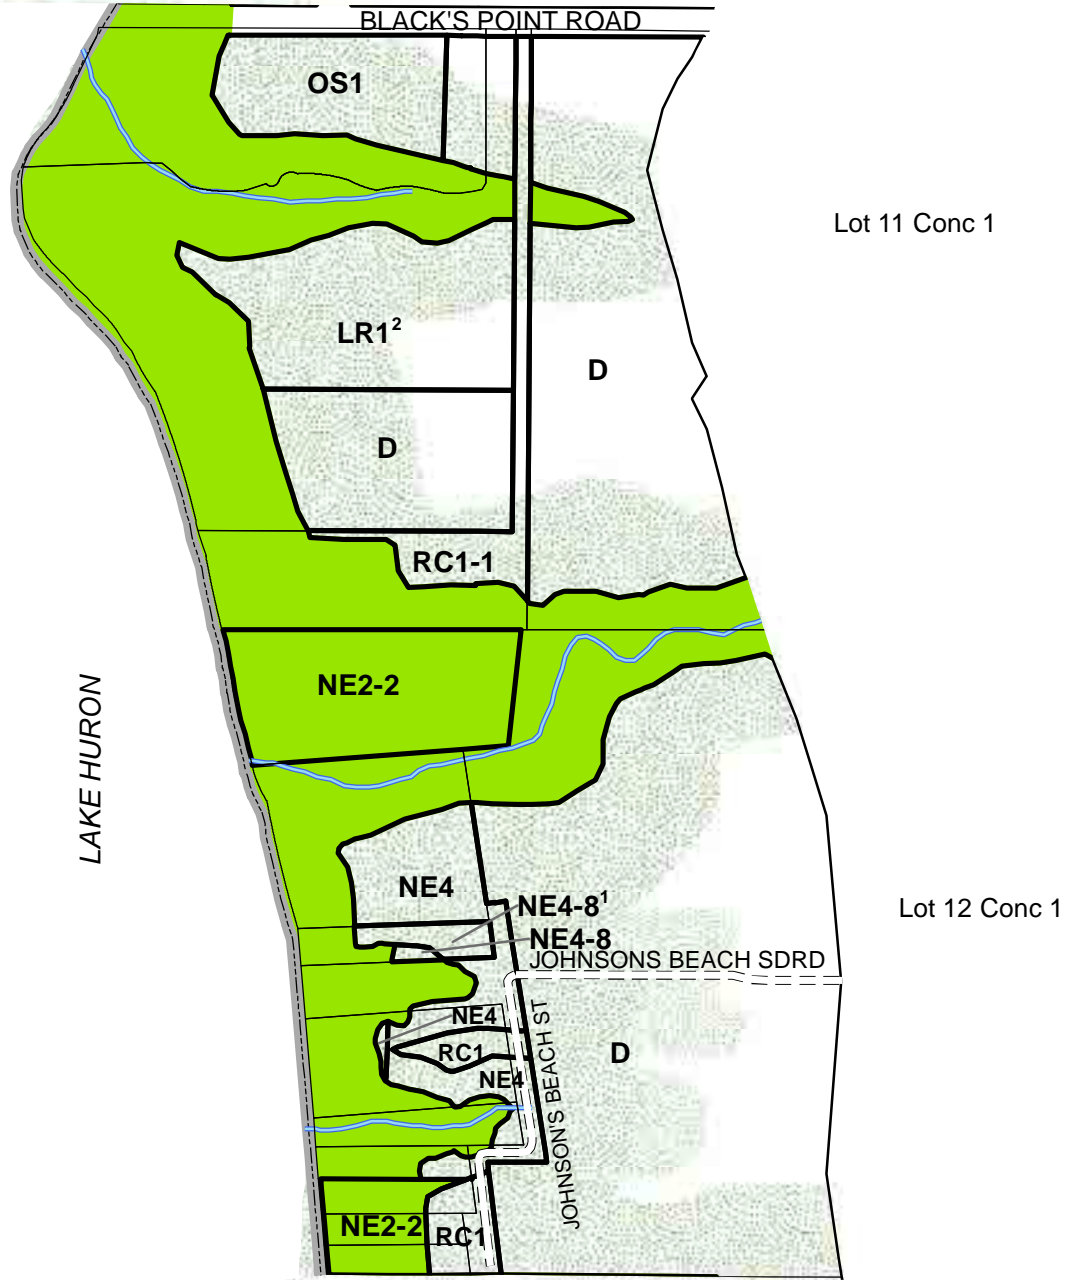 BLACK'S POINT ROAD
OS1
Lot 11 Conc 1
LR1²
D
D
RC1-1
NE2-2
LAKE HURON
NE4
NE4-8¹
Lot 12 Conc 1
NE4-8
JOHNSONS BEACH SDRD
NE4
RC1
D
NE4
JOHNSON'S BEACH ST
NE2-2
RC1